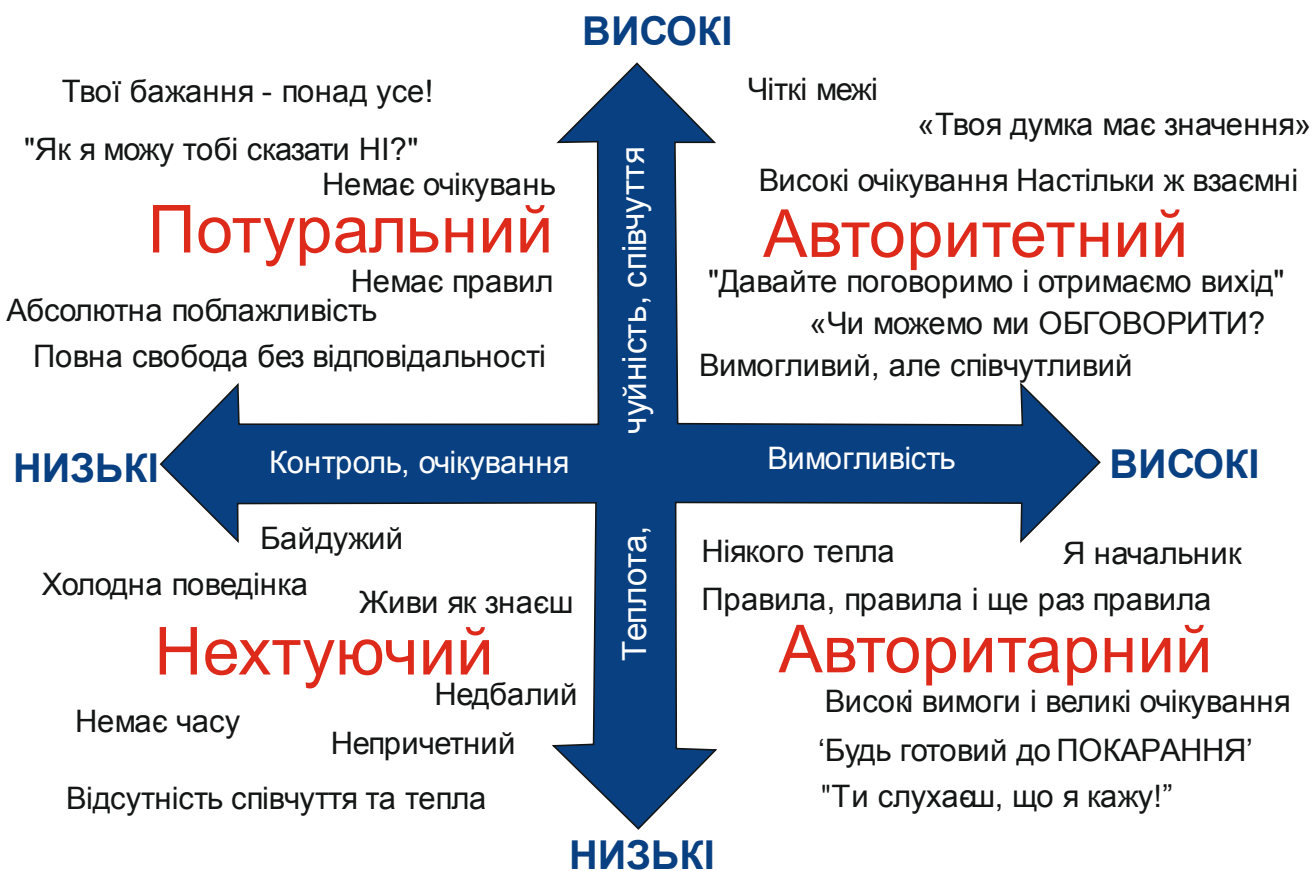 ВИСОКІ
Твої бажання - понад усе!
"Як я можу тобі сказати НІ?"
Немає очікувань
Потуральний
Немає правил
Абсолютна поблажливість
Повна свобода без відповідальності
Чіткі межі
«Твоя думка має значення»
Високі очікування Настільки ж взаємні
Авторитетний
"Давайте поговоримо і отримаємо вихід"
«Чи можемо ми ОБГОВОРИТИ?
Вимогливий, але співчутливий
НИЗЬКІ
Контроль, очікування
Вимогливість
ВИСОКІ
Теплота, чуйність, співчуття
Байдужий
Холодна поведінка
Живи як знаєш
Нехтуючий
Недбалий
Немає часу
Непричетний
Відсутність співчуття та тепла
Ніякого тепла
Я начальник
Правила, правила і ще раз правила
Авторитарний
Високі вимоги і великі очікування
‘Будь готовий до ПОКАРАННЯ’
"Ти слухаєш, що я кажу!”
НИЗЬКІ